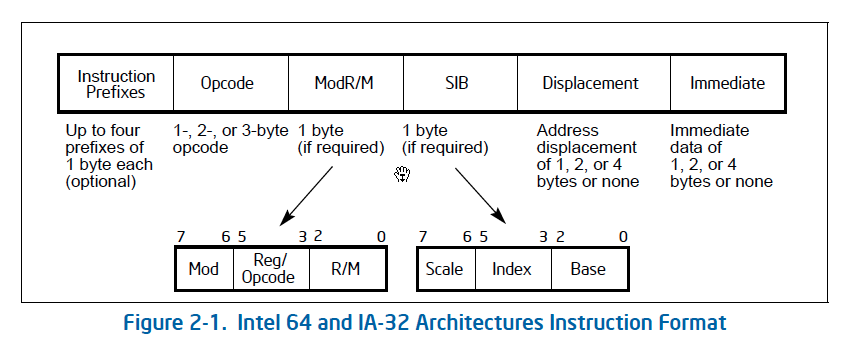 Instruction
Prefixes
Opcode
ModR/M
SIB
Displacement
Immediate
Up to four
prefixes of
1 byte each
(optional)
1-, 2-, or 3-byte
opcode
1 byte
(if required)
1 byte
(if required)
Address
displacement
of 1, 2, or 4
bytes or none
Immediate
data of
1, 2, or 4
bytes or none
7 6 5 3 2 0
Mod
Reg/
Opcode
R/M
7 6 5 3 2 0
Scale
Index
Base
Figure 2-1. Intel 64 and IA-32 Architectures Instruction Format